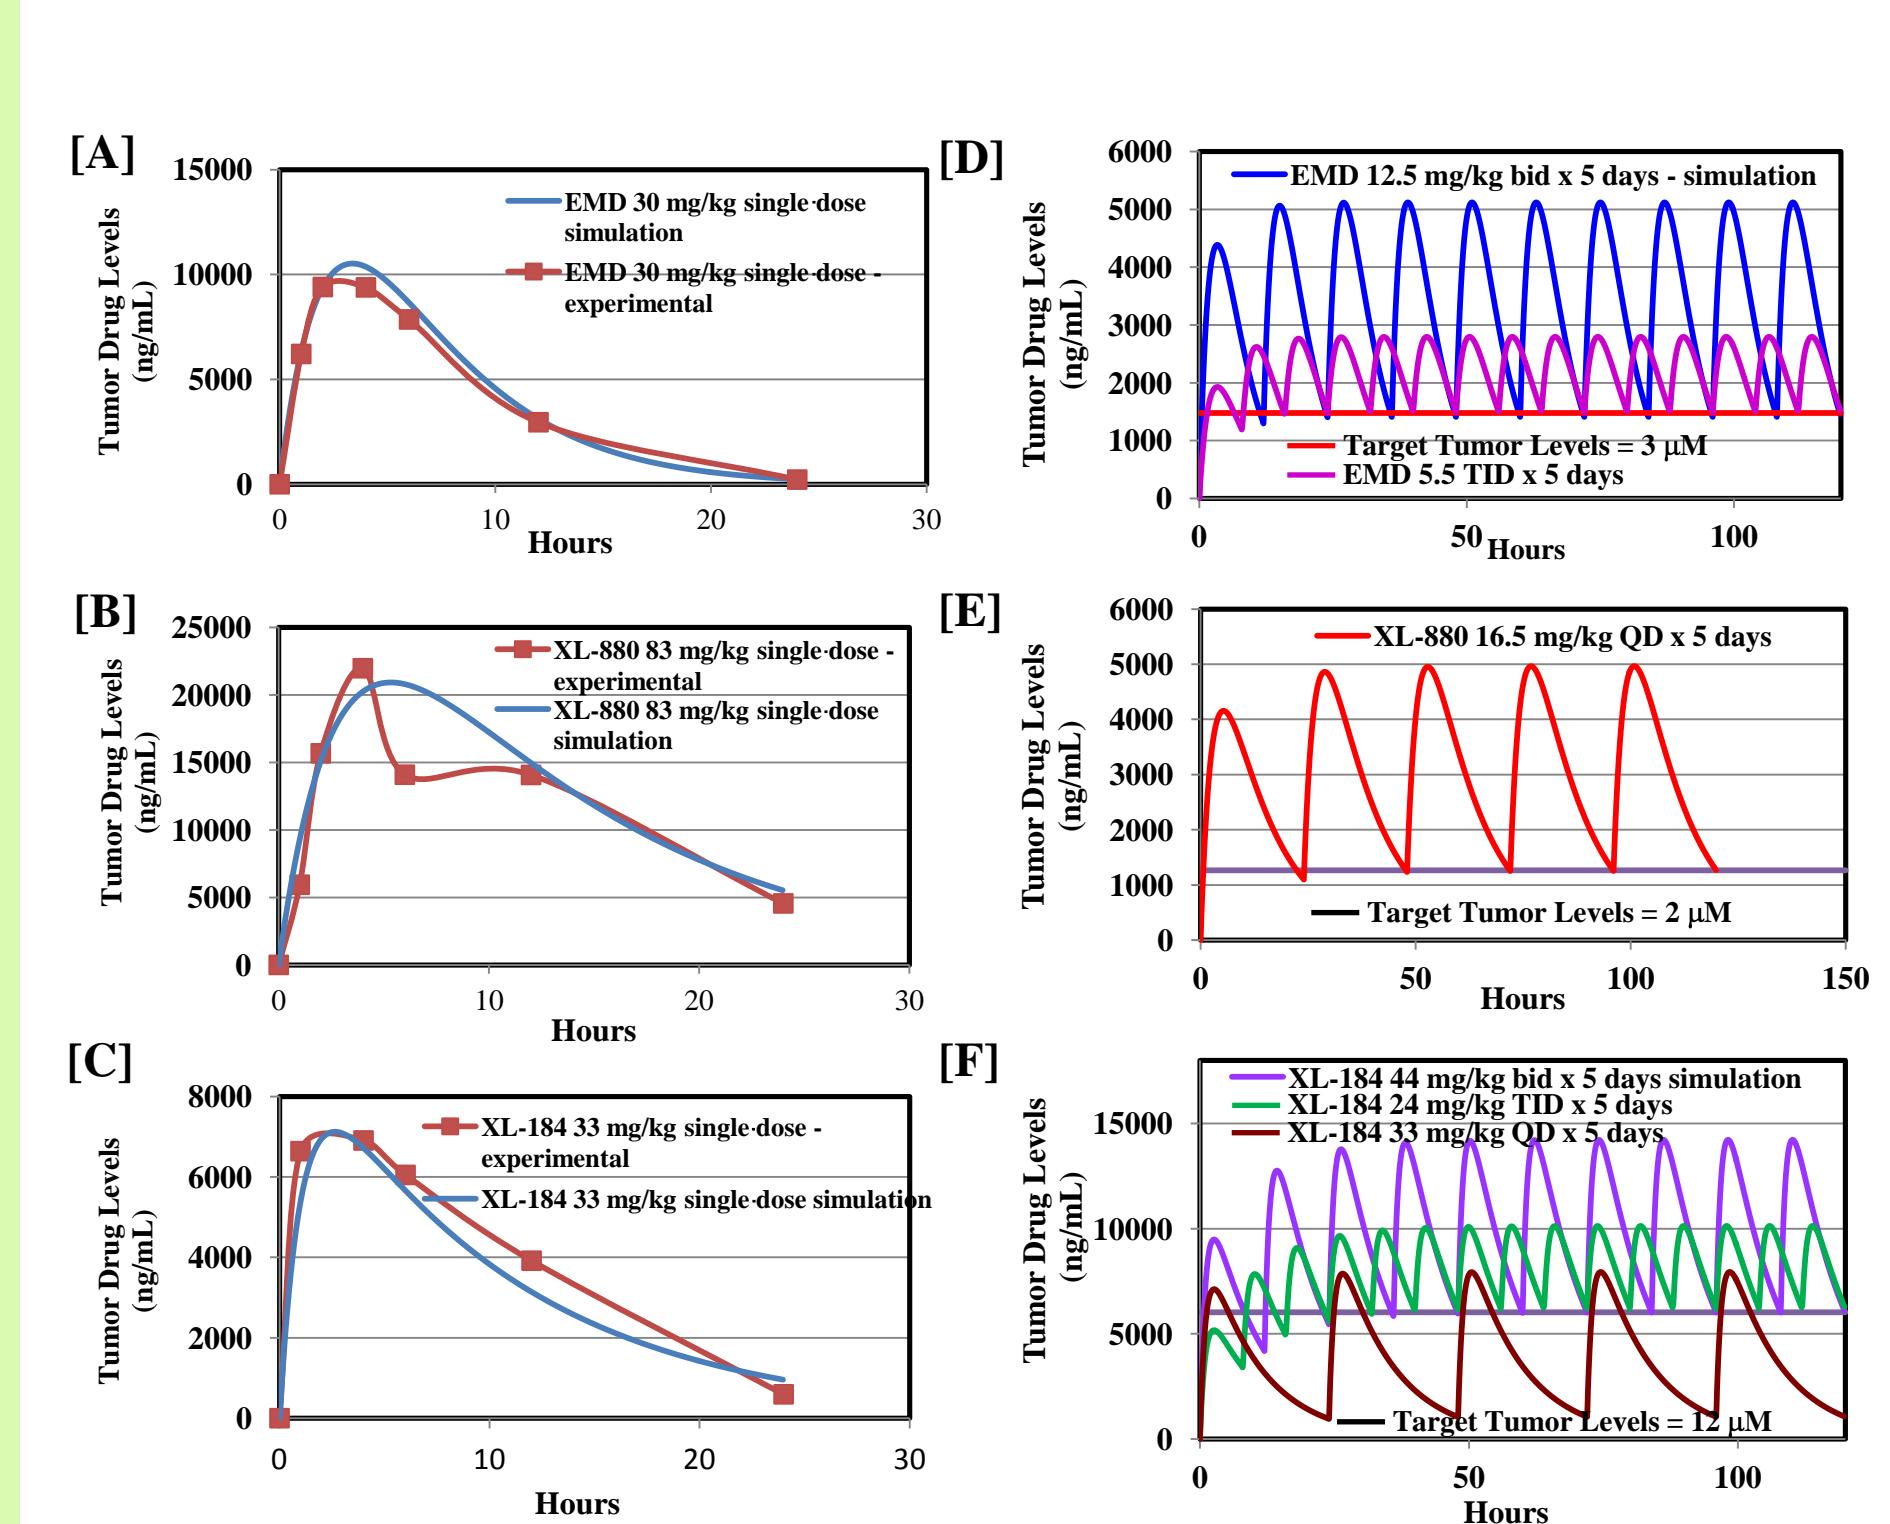 [A]
15000
10000
5000
0
0
10
20
30
Hours
Tumor Drug Levels
(ng/mL)
EMD 30 mg/kg single-dose
simulation
EMD 30 mg/kg single-dose -
experimental
[B]
25000
20000
15000
10000
5000
0
0
10
20
30
Hours
Tumor Drug Levels
(ng/mL)
XL-880 83 mg/kg single-dose -
experimental
XL-880 83 mg/kg single-dose
simulation
[C]
8000
6000
4000
2000
0
0
10
20
30
Hours
Tumor Drug Levels
(ng/mL)
XL-184 33 mg/kg single-dose -
experimental
XL-184 33 mg/kg single-dose simulation
[D]
6000
5000
4000
3000
2000
1000
0
0
50
100
Hours
Tumor Drug Levels
(ng/mL)
EMD 12.5 mg/kg bid x 5 days - simulation
Target Tumor Levels = 3 μM
EMD 5.5 TID x 5 days
[E]
6000
5000
4000
3000
2000
1000
0
0
50
100
150
Hours
Tumor Drug Levels
(ng/mL)
XL-880 16.5 mg/kg QD x 5 days
Target Tumor Levels = 2 μM
[F]
15000
10000
5000
0
0
50
100
Hours
Tumor Drug Levels
(ng/mL)
XL-184 44 mg/kg bid x 5 days simulation
XL-184 24 mg/kg TID x 5 days
XL-184 33 mg/kg QD x 5 days
Target Tumor Levels = 12 μM